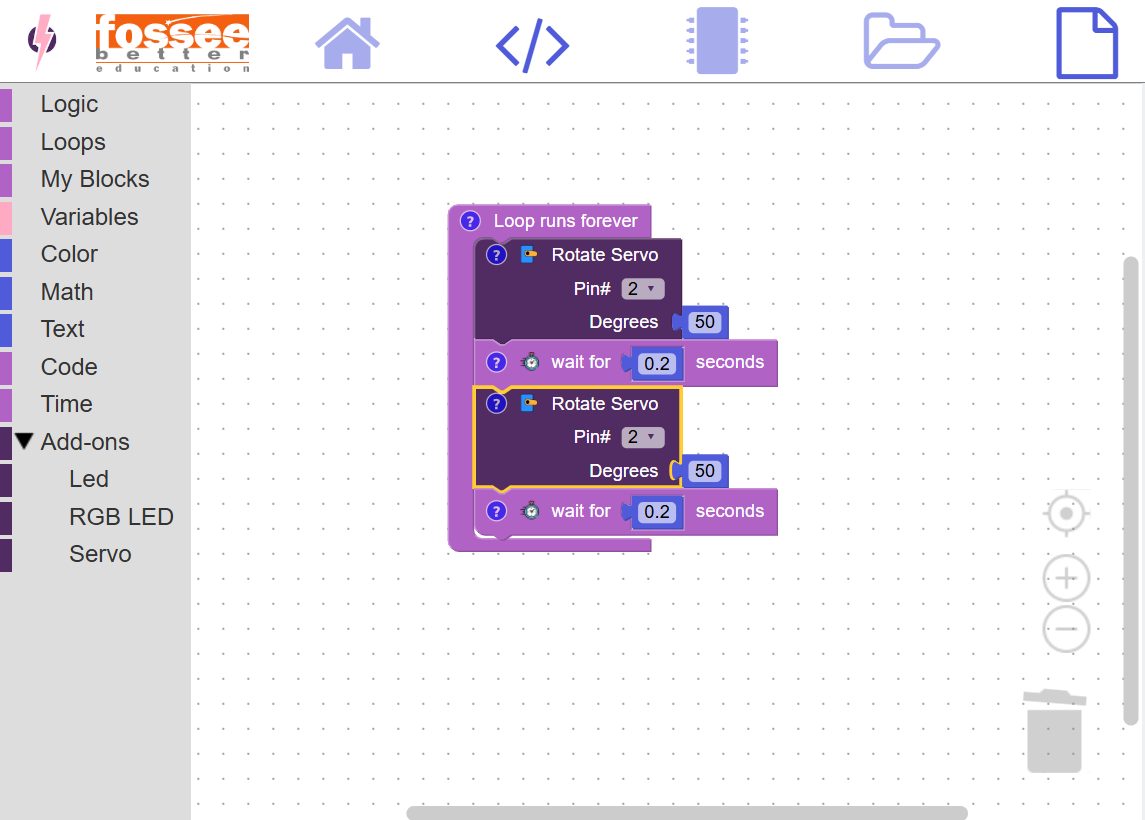 fossee
better
education
Logic
Loops
My Blocks
Variables
Color
Math
Text
Code
Time
Add-ons
Led
RGB LED
Servo
? Loop runs forever
? Rotate Servo
Pin# 2
Degrees 50
? wait for 0.2 seconds
? Rotate Servo
Pin# 2
Degrees 50
? wait for 0.2 seconds